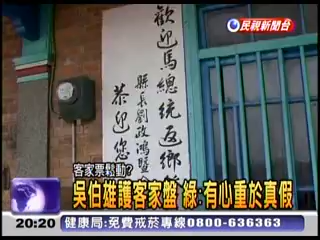 民視新聞台
歡迎馬總統返鄉
縣長劉政鴻暨
恭迎您
客家票鬆動?
吳伯雄護客家盤 綠:有心重於真假
20:20 健康局:免費戒菸專線0800-636363